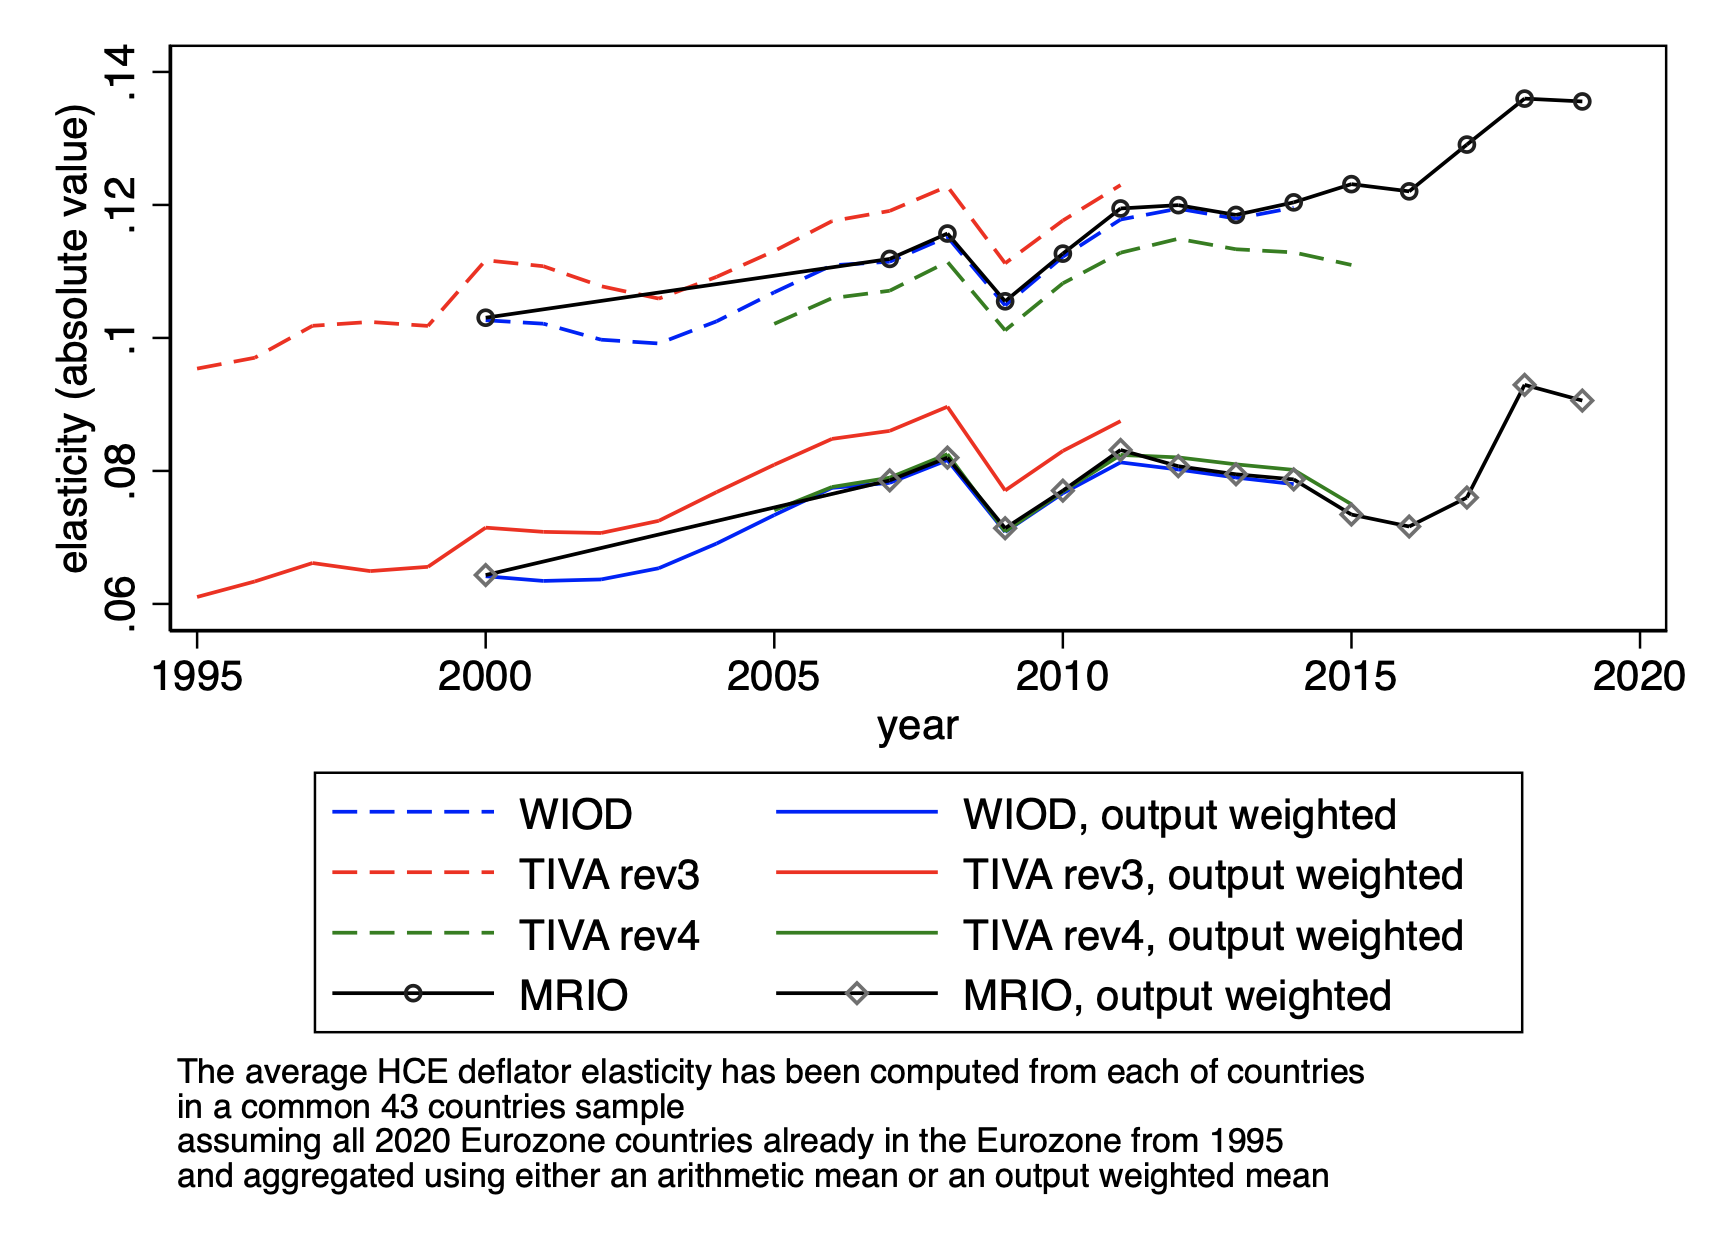 elasticity (absolute value)
.14
.12
.1
.08
.06
1995 2000 2005 2010 2015 2020
year
WIOD WIOD, output weighted
TIVA rev3 TIVA rev3, output weighted
TIVA rev4 TIVA rev4, output weighted
MRIO MRIO, output weighted
The average HCE deflator elasticity has been computed from each of countries
in a common 43 countries sample
assuming all 2020 Eurozone countries already in the Eurozone from 1995
and aggregated using either an arithmetic mean or an output weighted mean